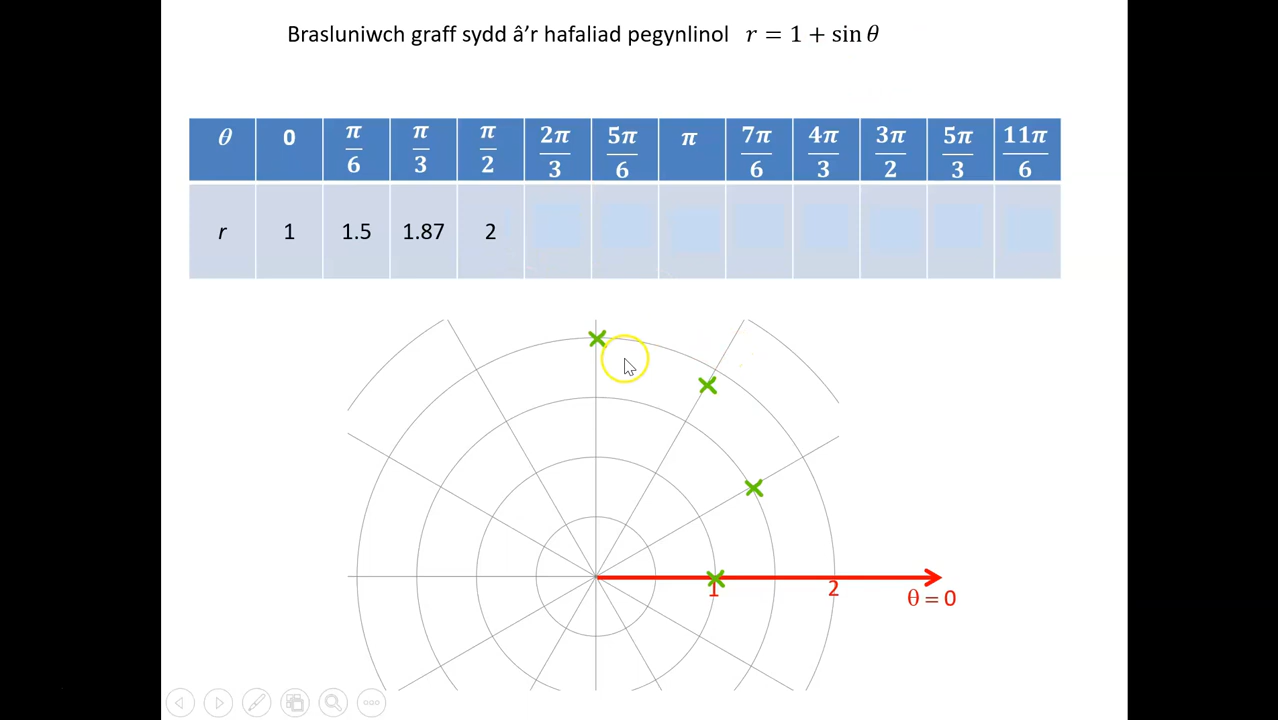 Brasluniwch graff sydd â’r hafaliad pegynlinol r = 1 + sin θ
θ 0 π/6 π/3 π/2 2π/3 5π/6 π 7π/6 4π/3 3π/2 5π/3 11π/6
r 1 1.5 1.87 2
1 2
θ = 0